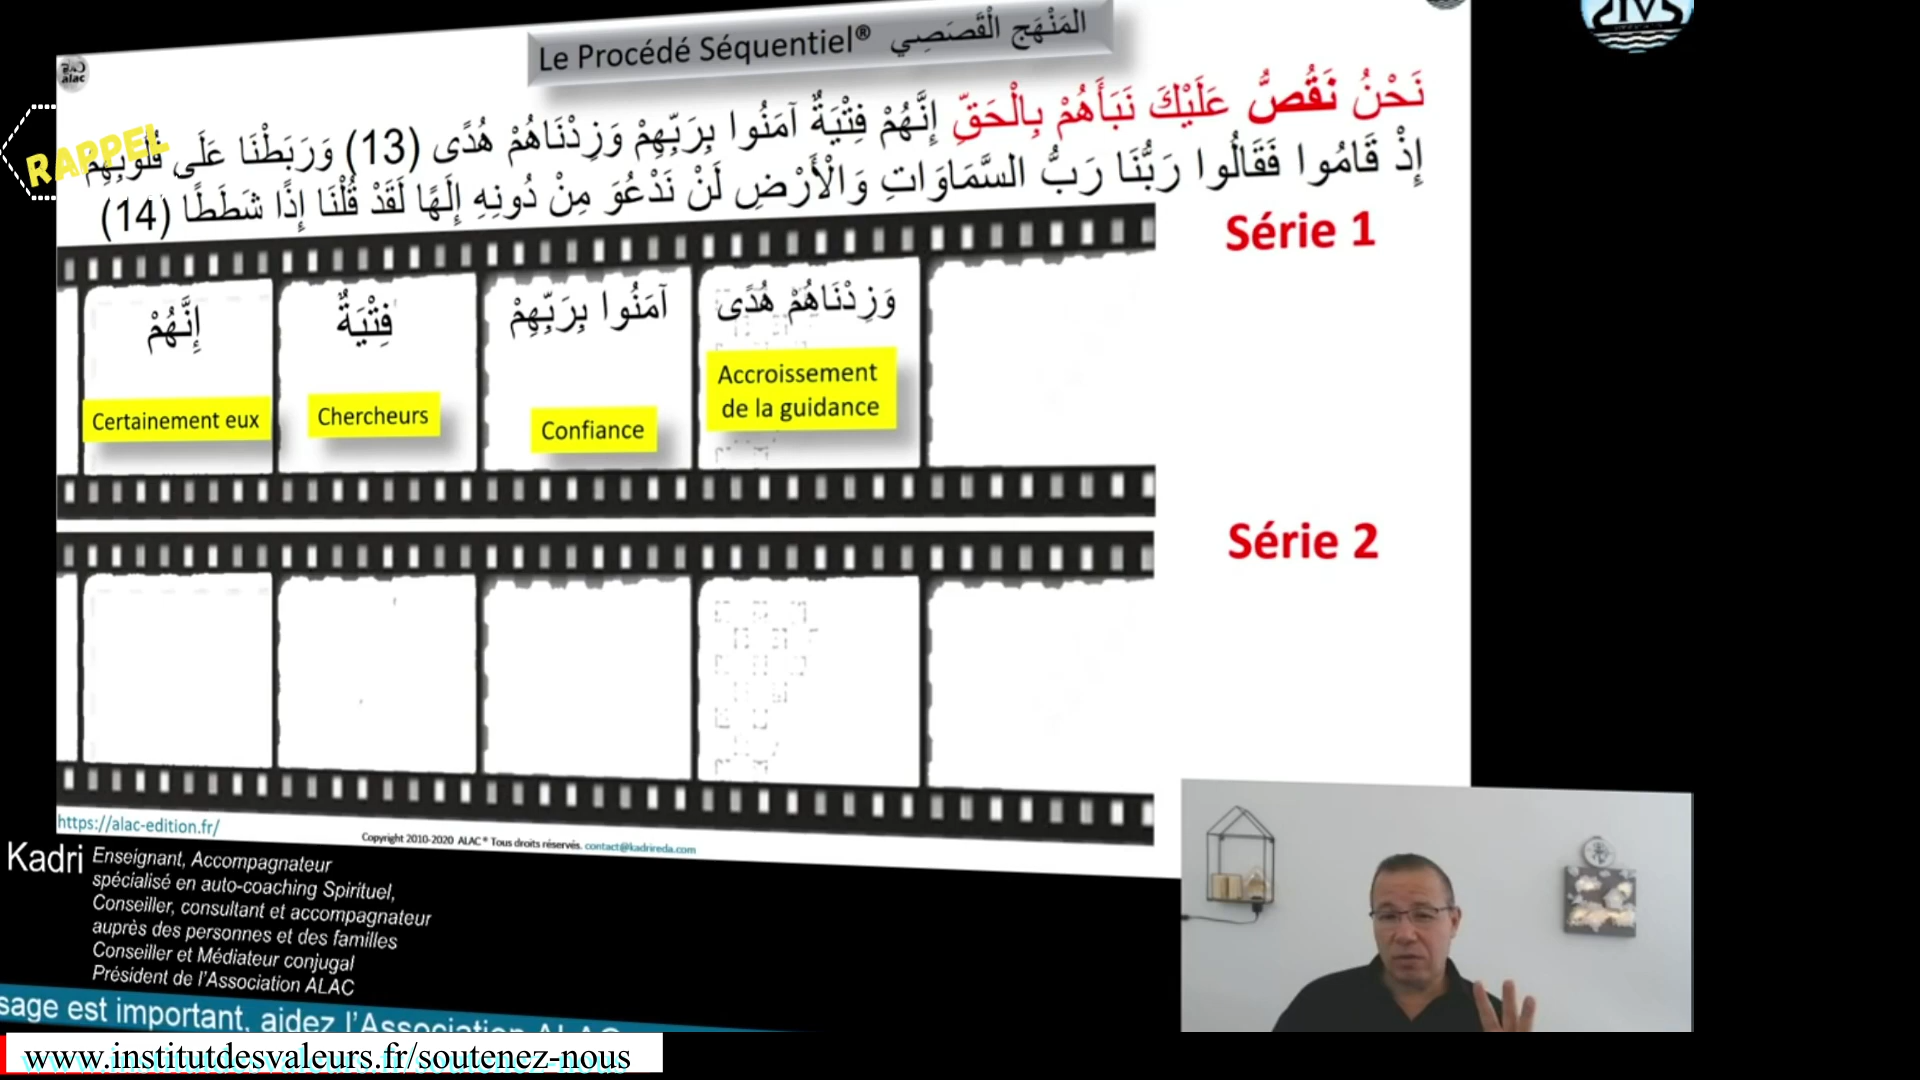 Le Procédé Séquentiel® المَنْهَج الْقَصَصِي
alac
نَحْنُ نَقُصُّ عَلَيْكَ نَبَأَهُمْ بِالْحَقِّ إِنَّهُمْ فِتْيَةٌ آمَنُوا بِرَبِّهِمْ وَزِدْنَاهُمْ هُدًى (13) وَرَبَطْنَا عَلَى قُلُوبِهِمْ
RAPPEL
إِذْ قَامُوا فَقَالُوا رَبُّنَا رَبُّ السَّمَاوَاتِ وَالْأَرْضِ لَنْ نَدْعُوَ مِنْ دُونِهِ إِلَهًا لَقَدْ قُلْنَا إِذًا شَطَطًا (14)
Série 1
إِنَّهُمْ
Certainement eux
فِتْيَةٌ
Chercheurs
آمَنُوا بِرَبِّهِمْ
Confiance
وَزِدْنَاهُمْ هُدًى
Accroissement
de la guidance
Série 2
https://alac-edition.fr/
Copyright 2010-2020 ALAC® Tous droits réservés. contact@kadrireda.com
Kadri
Enseignant, Accompagnateur
spécialisé en auto-coaching Spirituel,
Conseiller, consultant et accompagnateur
auprès des personnes et des familles
Conseiller et Médiateur conjugal
Président de l'Association ALAC
sage est important, aidez l'Association ALAC
www.institutdesvaleurs.fr/soutenez-nous